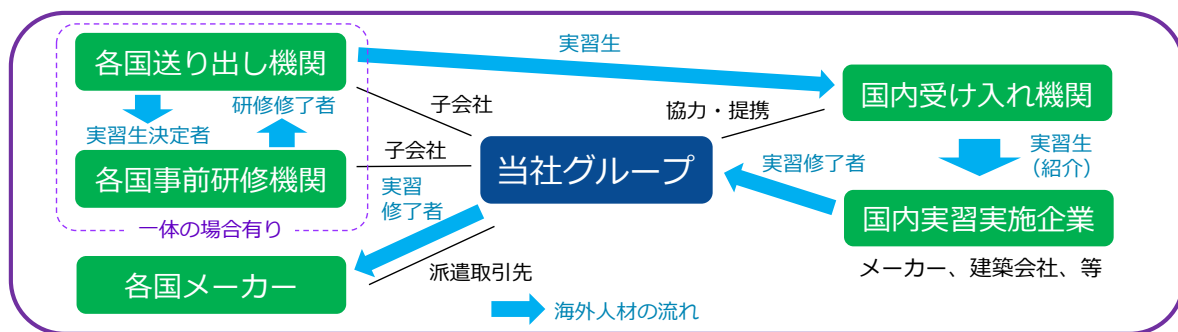 各国送り出し機関
実習生
国内受け入れ機関
研修修了者
子会社
協力・提携
実習生決定者
子会社
当社グループ
実習修了者
実習生
(紹介)
各国事前研修機関
実習
修了者
国内実習実施企業
一体の場合有り
メーカー、建築会社、等
各国メーカー
派遣取引先
海外人材の流れ